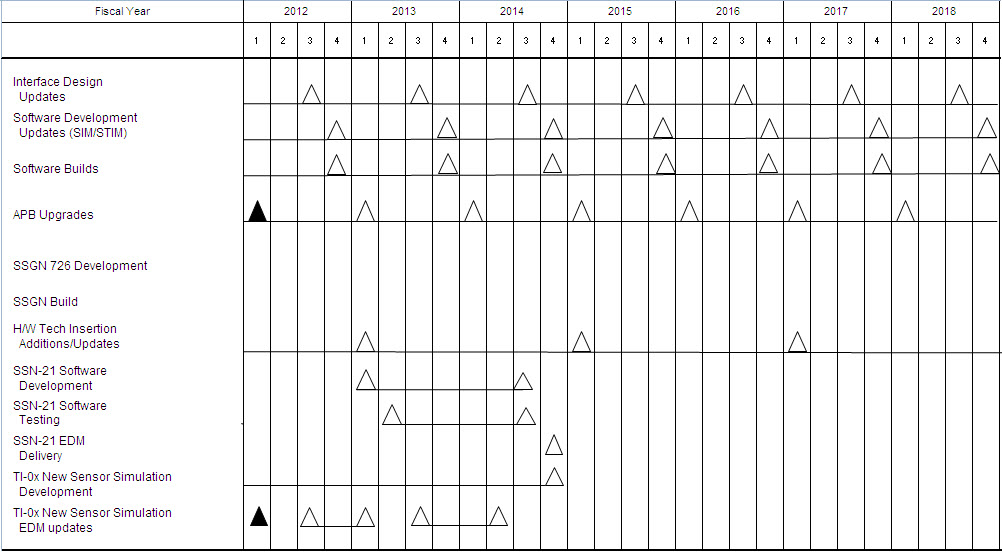 Fiscal Year 2012 2013 2014 2015 2016 2017 2018
1 2 3 4 1 2 3 4 1 2 3 4 1 2 3 4 1 2 3 4 1 2 3 4 1 2 3 4
Interface Design
Updates
Software Development
Updates (SIM/STIM)
Software Builds
APB Upgrades
SSGN 726 Development
SSGN Build
H/W Tech Insertion
Additions/Updates
SSN-21 Software
Development
SSN-21 Software
Testing
SSN-21 EDM
Delivery
TI-0x New Sensor Simulation
Development
TI-0x New Sensor Simulation
EDM updates